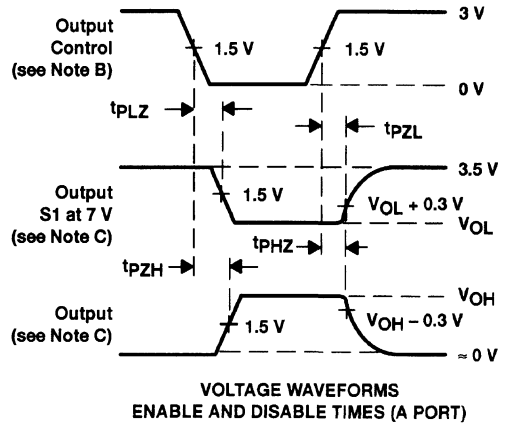 3 V
Output
Control
(see Note B)
1.5 V
1.5 V
0 V
tPLZ
tPZL
3.5 V
Output
S1 at 7 V
(see Note C)
1.5 V
VOL + 0.3 V
VOL
tPHZ
tPZH
VOH
Output
(see Note C)
1.5 V
VOH – 0.3 V
≈ 0 V
VOLTAGE WAVEFORMS
ENABLE AND DISABLE TIMES (A PORT)